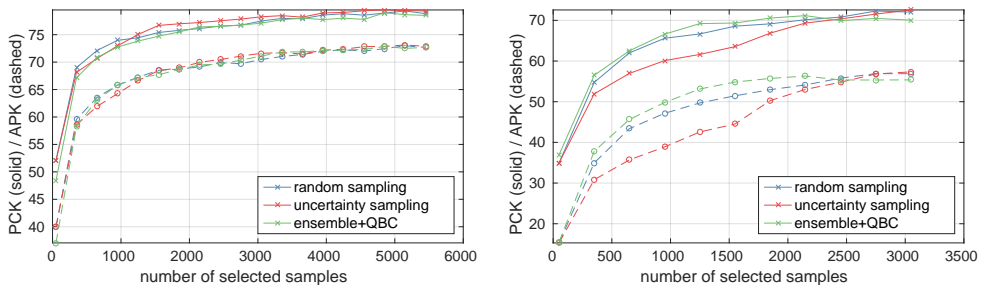 PCK (solid) / APK (dashed)
75
70
65
60
55
50
45
40
0
1000
2000
3000
4000
5000
6000
number of selected samples
random sampling
uncertainty sampling
ensemble+QBC
PCK (solid) / APK (dashed)
70
60
50
40
30
20
0
500
1000
1500
2000
2500
3000
3500
number of selected samples
random sampling
uncertainty sampling
ensemble+QBC